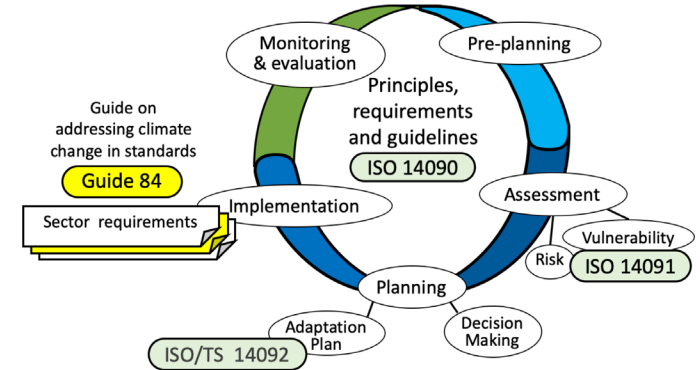 Monitoring
& evaluation
Pre-planning
Principles,
requirements
and guidelines
ISO 14090
Guide on
addressing climate
change in standards
Guide 84
Sector requirements
Implementation
Assessment
Vulnerability
Risk
ISO 14091
Planning
Adaptation
Plan
ISO/TS 14092
Decision
Making